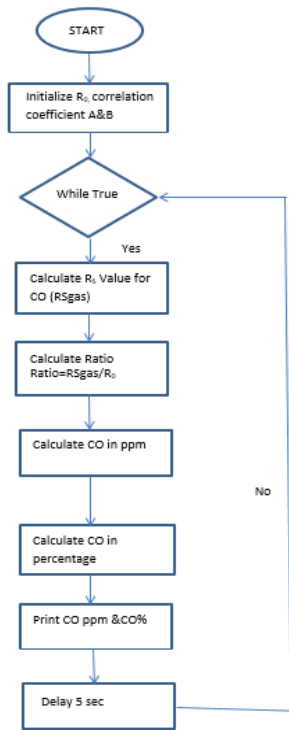 START
Initialize R₀, correlation
coefficient A&B
While True
Yes
Calculate Rₛ Value for
CO (RSgas)
Calculate Ratio
Ratio=RSgas/R₀
Calculate CO in ppm
No
Calculate CO in
percentage
Print CO ppm &CO%
Delay 5 sec